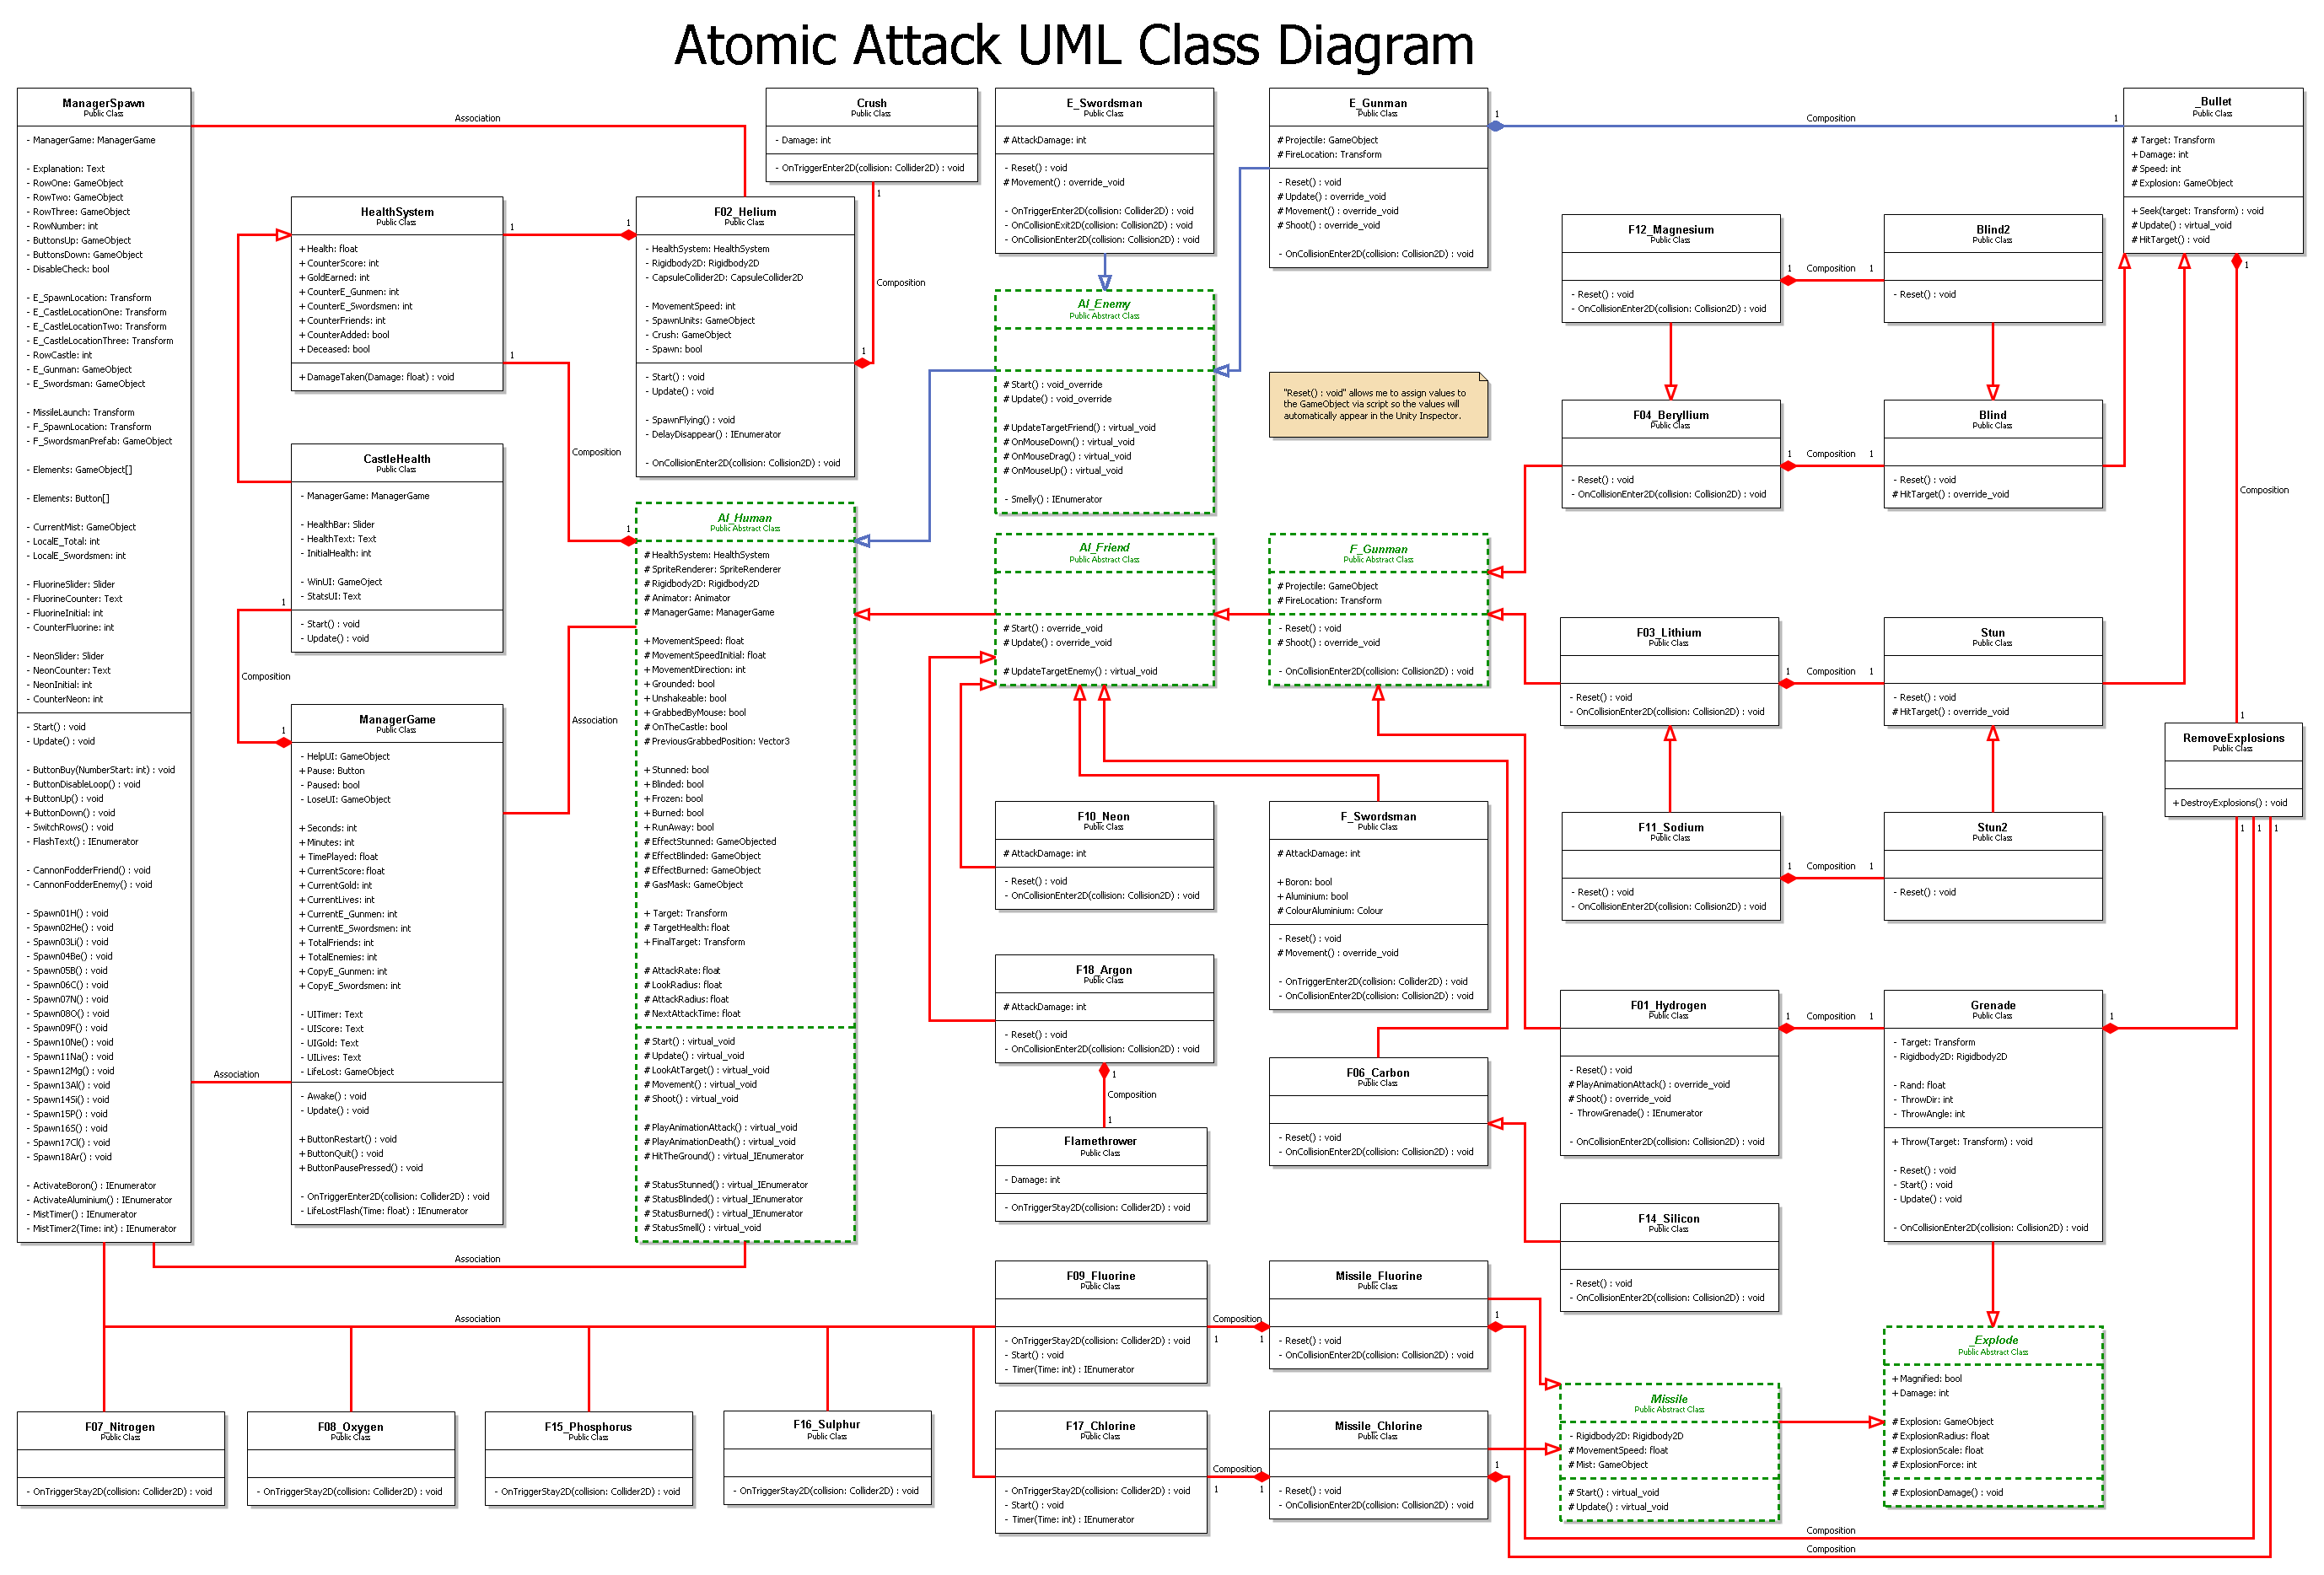 Atomic Attack UML Class Diagram
ManagerSpawn
Public Class
- ManagerGame: ManagerGame
- Explanation: Text
- RowOne: GameObject
- RowTwo: GameObject
- RowThree: GameObject
- RowNumber: int
- ButtonsUp: GameObject
- ButtonsDown: GameObject
- DisableCheck: bool
- E_SpawnLocation: Transform
- E_CastleLocationOne: Transform
- E_CastleLocationTwo: Transform
- E_CastleLocationThree: Transform
- RowCastle: int
- E_Gunman: GameObject
- E_Swordsman: GameObject
- MissileLaunch: Transform
- F_SpawnLocation: Transform
- F_SwordsmanPrefab: GameObject
- Elements: GameObject[]
- Elements: Button[]
- CurrentMist: GameObject
- LocalE_Total: int
- LocalE_Swordsmen: int
- FluorineSlider: Slider
- FluorineCounter: Text
- FluorineInitial: int
- CounterFluorine: int
- NeonSlider: Slider
- NeonCounter: Text
- NeonInitial: int
- CounterNeon: int
- Start() : void
- Update() : void
- ButtonBuy(NumberStart: int) : void
- ButtonDisableLoop() : void
+ ButtonUp() : void
+ ButtonDown() : void
- SwitchRows() : void
- FlashText() : IEnumerator
- CannonFodderFriend() : void
- CannonFodderEnemy() : void
- Spawn01H() : void
- Spawn02He() : void
- Spawn03Li() : void
- Spawn04Be() : void
- Spawn05B() : void
- Spawn06C() : void
- Spawn07N() : void
- Spawn08O() : void
- Spawn09F() : void
- Spawn10Ne() : void
- Spawn11Na() : void
- Spawn12Mg() : void
- Spawn13Al() : void
- Spawn14Si() : void
- Spawn15P() : void
- Spawn16S() : void
- Spawn17Cl() : void
- Spawn18Ar() : void
- ActivateBoron() : IEnumerator
- ActivateAluminium() : IEnumerator
- MistTimer() : IEnumerator
- MistTimer2(Time: int) : IEnumerator
Association
HealthSystem
Public Class
+ Health: float
+ CounterScore: int
+ GoldEarned: int
+ CounterE_Gunmen: int
+ CounterE_Swordsmen: int
+ CounterFriends: int
+ CounterAdded: bool
+ Deceased: bool
+ DamageTaken(Damage: float) : void
1
1
1
Composition
1
CastleHealth
Public Class
- ManagerGame: ManagerGame
- HealthBar: Slider
- HealthText: Text
- InitialHealth: int
- WinUI: GameOject
- StatsUI: Text
- Start() : void
- Update() : void
1
Composition
1
ManagerGame
Public Class
- HelpUI: GameObject
+ Pause: Button
- Paused: bool
- LoseUI: GameObject
+ Seconds: int
+ Minutes: int
+ TimePlayed: float
+ CurrentScore: float
+ CurrentGold: int
+ CurrentLives: int
+ CurrentE_Gunmen: int
+ CurrentE_Swordsmen: int
+ TotalFriends: int
+ TotalEnemies: int
+ CopyE_Gunmen: int
+ CopyE_Swordsmen: int
- UITimer: Text
- UIScore: Text
- UIGold: Text
- UILives: Text
- LifeLost: GameObject
- Awake() : void
- Update() : void
+ ButtonRestart() : void
+ ButtonQuit() : void
+ ButtonPausePressed() : void
- OnTriggerEnter2D(collision: Collider2D) : void
- LifeLostFlash(Time: float) : IEnumerator
Association
Association
Association
F02_Helium
Public Class
- HealthSystem: HealthSystem
- Rigidbody2D: Rigidbody2D
- CapsuleCollider2D: CapsuleCollider2D
- MovementSpeed: int
- SpawnUnits: GameObject
- Crush: GameObject
- Spawn: bool
- Start() : void
- Update() : void
- SpawnFlying() : void
- DelayDisappear() : IEnumerator
- OnCollisionEnter2D(collision: Collision2D) : void
Crush
Public Class
- Damage: int
- OnTriggerEnter2D(collision: Collider2D) : void
1
Composition
1
AI_Human
Public Abstract Class
# HealthSystem: HealthSystem
# SpriteRenderer: SpriteRenderer
# Rigidbody2D: Rigidbody2D
# Animator: Animator
# ManagerGame: ManagerGame
+ MovementSpeed: float
# MovementSpeedInitial: float
+ MovementDirection: int
+ Grounded: bool
+ Unshakeable: bool
+ GrabbedByMouse: bool
+ OnTheCastle: bool
# PreviousGrabbedPosition: Vector3
+ Stunned: bool
+ Blinded: bool
+ Frozen: bool
+ Burned: bool
+ RunAway: bool
# EffectStunned: GameObjected
# EffectBlinded: GameObject
# EffectBurned: GameObject
# GasMask: GameObject
+ Target: Transform
# TargetHealth: float
+ FinalTarget: Transform
# AttackRate: float
# LookRadius: float
# AttackRadius: float
# NextAttackTime: float
# Start() : virtual_void
# Update() : virtual_void
# LookAtTarget() : virtual_void
# Movement() : virtual_void
# Shoot() : virtual_void
# PlayAnimationAttack() : virtual_void
# PlayAnimationDeath() : virtual_void
# HitTheGround() : virtual_IEnumerator
# StatusStunned() : virtual_IEnumerator
# StatusBlinded() : virtual_IEnumerator
# StatusBurned() : virtual_IEnumerator
# StatusSmell() : virtual_void
E_Swordsman
Public Class
# AttackDamage: int
- Reset() : void
# Movement() : override_void
- OnTriggerEnter2D(collision: Collider2D) : void
- OnCollisionExit2D(collision: Collision2D) : void
- OnCollisionEnter2D(collision: Collision2D) : void
AI_Enemy
Public Abstract Class
# Start() : void_override
# Update() : void_override
# UpdateTargetFriend() : virtual_void
# OnMouseDown() : virtual_void
# OnMouseDrag() : virtual_void
# OnMouseUp() : virtual_void
- Smelly() : IEnumerator
AI_Friend
Public Abstract Class
# Start() : override_void
# Update() : override_void
# UpdateTargetEnemy() : virtual_void
F10_Neon
Public Class
# AttackDamage: int
- Reset() : void
- OnCollisionEnter2D(collision: Collision2D) : void
F18_Argon
Public Class
# AttackDamage: int
- Reset() : void
- OnCollisionEnter2D(collision: Collision2D) : void
1
Composition
1
Flamethrower
Public Class
- Damage: int
- OnTriggerStay2D(collision: Collider2D) : void
E_Gunman
Public Class
# Projectile: GameObject
# FireLocation: Transform
- Reset() : void
# Update() : override_void
# Movement() : override_void
# Shoot() : override_void
- OnCollisionEnter2D(collision: Collision2D) : void
1
Composition
1
"Reset() : void" allows me to assign values to
the GameObject via script so the values will
automatically appear in the Unity Inspector.
F_Gunman
Public Abstract Class
# Projectile: GameObject
# FireLocation: Transform
- Reset() : void
# Shoot() : override_void
- OnCollisionEnter2D(collision: Collision2D) : void
F_Swordsman
Public Class
# AttackDamage: int
+ Boron: bool
+ Aluminium: bool
# ColourAluminium: Colour
- Reset() : void
# Movement() : override_void
- OnTriggerEnter2D(collision: Collider2D) : void
- OnCollisionEnter2D(collision: Collision2D) : void
F06_Carbon
Public Class
- Reset() : void
- OnCollisionEnter2D(collision: Collision2D) : void
_Bullet
Public Class
# Target: Transform
+ Damage: int
# Speed: int
# Explosion: GameObject
+ Seek(target: Transform) : void
# Update() : virtual_void
# HitTarget() : void
1
Composition
1
F12_Magnesium
Public Class
- Reset() : void
- OnCollisionEnter2D(collision: Collision2D) : void
1
Composition
1
Blind2
Public Class
- Reset() : void
F04_Beryllium
Public Class
- Reset() : void
- OnCollisionEnter2D(collision: Collision2D) : void
1
Composition
1
Blind
Public Class
- Reset() : void
# HitTarget() : override_void
F03_Lithium
Public Class
- Reset() : void
- OnCollisionEnter2D(collision: Collision2D) : void
1
Composition
1
Stun
Public Class
- Reset() : void
# HitTarget() : override_void
F11_Sodium
Public Class
- Reset() : void
- OnCollisionEnter2D(collision: Collision2D) : void
1
Composition
1
Stun2
Public Class
- Reset() : void
RemoveExplosions
Public Class
+ DestroyExplosions() : void
1
1
1
F01_Hydrogen
Public Class
- Reset() : void
# PlayAnimationAttack() : override_void
# Shoot() : override_void
- ThrowGrenade() : IEnumerator
- OnCollisionEnter2D(collision: Collision2D) : void
1
Composition
1
Grenade
Public Class
- Target: Transform
- Rigidbody2D: Rigidbody2D
- Rand: float
- ThrowDir: int
- ThrowAngle: int
+ Throw(Target: Transform) : void
- Reset() : void
- Start() : void
- Update() : void
- OnCollisionEnter2D(collision: Collision2D) : void
1
F14_Silicon
Public Class
- Reset() : void
- OnCollisionEnter2D(collision: Collision2D) : void
Association
F09_Fluorine
Public Class
- OnTriggerStay2D(collision: Collider2D) : void
- Start() : void
- Timer(Time: int) : IEnumerator
Composition
1
1
Missile_Fluorine
Public Class
- Reset() : void
- OnCollisionEnter2D(collision: Collision2D) : void
1
F07_Nitrogen
Public Class
- OnTriggerStay2D(collision: Collider2D) : void
F08_Oxygen
Public Class
- OnTriggerStay2D(collision: Collider2D) : void
F15_Phosphorus
Public Class
- OnTriggerStay2D(collision: Collider2D) : void
F16_Sulphur
Public Class
- OnTriggerStay2D(collision: Collider2D) : void
F17_Chlorine
Public Class
- OnTriggerStay2D(collision: Collider2D) : void
- Start() : void
- Timer(Time: int) : IEnumerator
Composition
1
1
Missile_Chlorine
Public Class
- Reset() : void
- OnCollisionEnter2D(collision: Collision2D) : void
1
Missile
Public Abstract Class
- Rigidbody2D: Rigidbody2D
# MovementSpeed: float
# Mist: GameObject
# Start() : virtual_void
# Update() : virtual_void
_Explode
Public Abstract Class
+ Magnified: bool
+ Damage: int
# Explosion: GameObject
# ExplosionRadius: float
# ExplosionScale: float
# ExplosionForce: int
# ExplosionDamage() : void
Composition
Composition